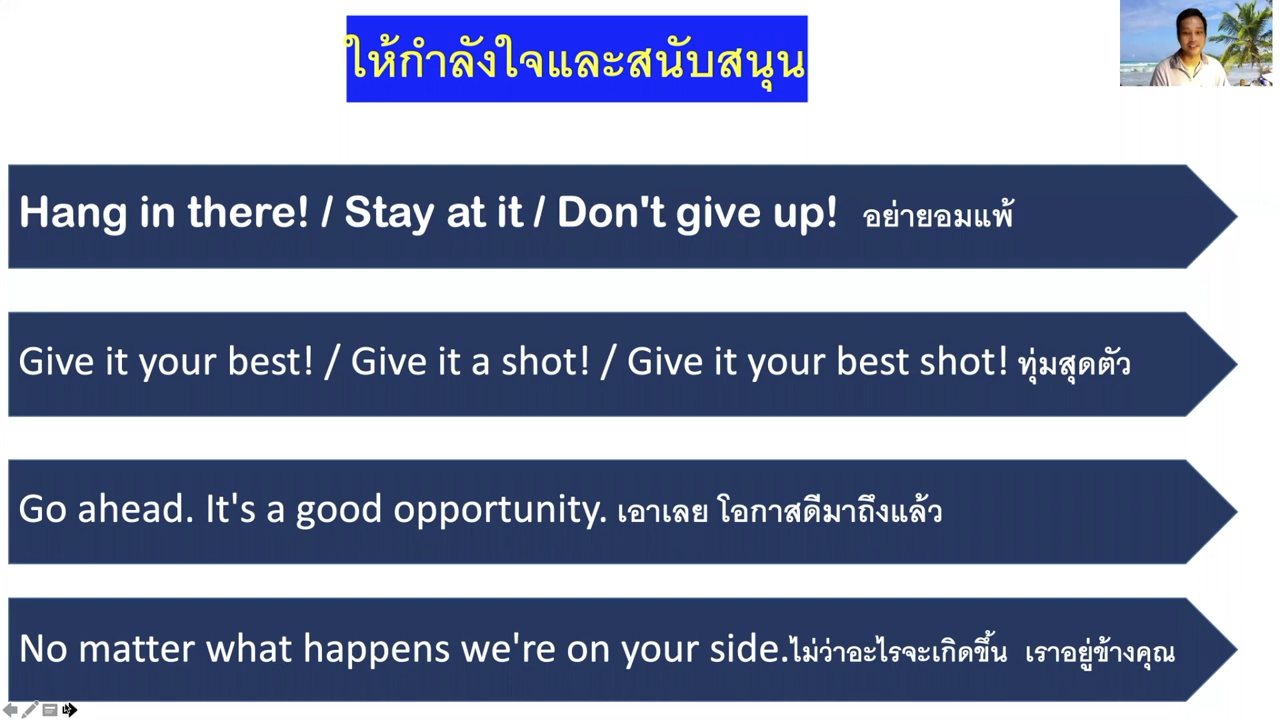 ให้กำลังใจและสนับสนุน
Hang in there! / Stay at it / Don't give up! อย่ายอมแพ้
Give it your best! / Give it a shot! / Give it your best shot! ทุ่มสุดตัว
Go ahead. It's a good opportunity. เอาเลย โอกาสดีมาถึงแล้ว
No matter what happens we're on your side.ไม่ว่าอะไรจะเกิดขึ้น เราอยู่ข้างคุณ